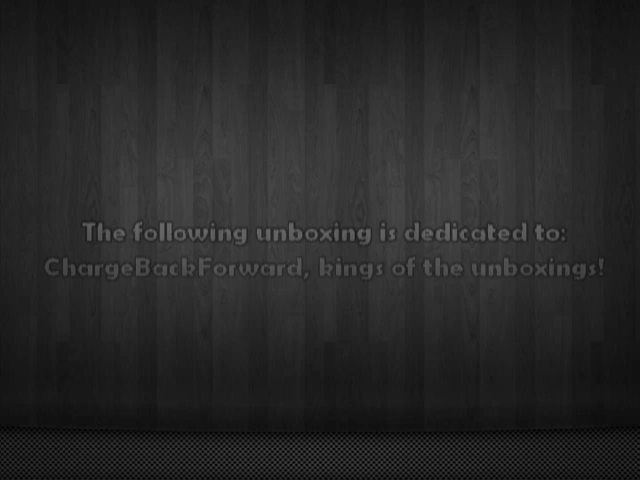 The following unboxing is dedicated to:
ChargeBackForward, kings of the unboxings!